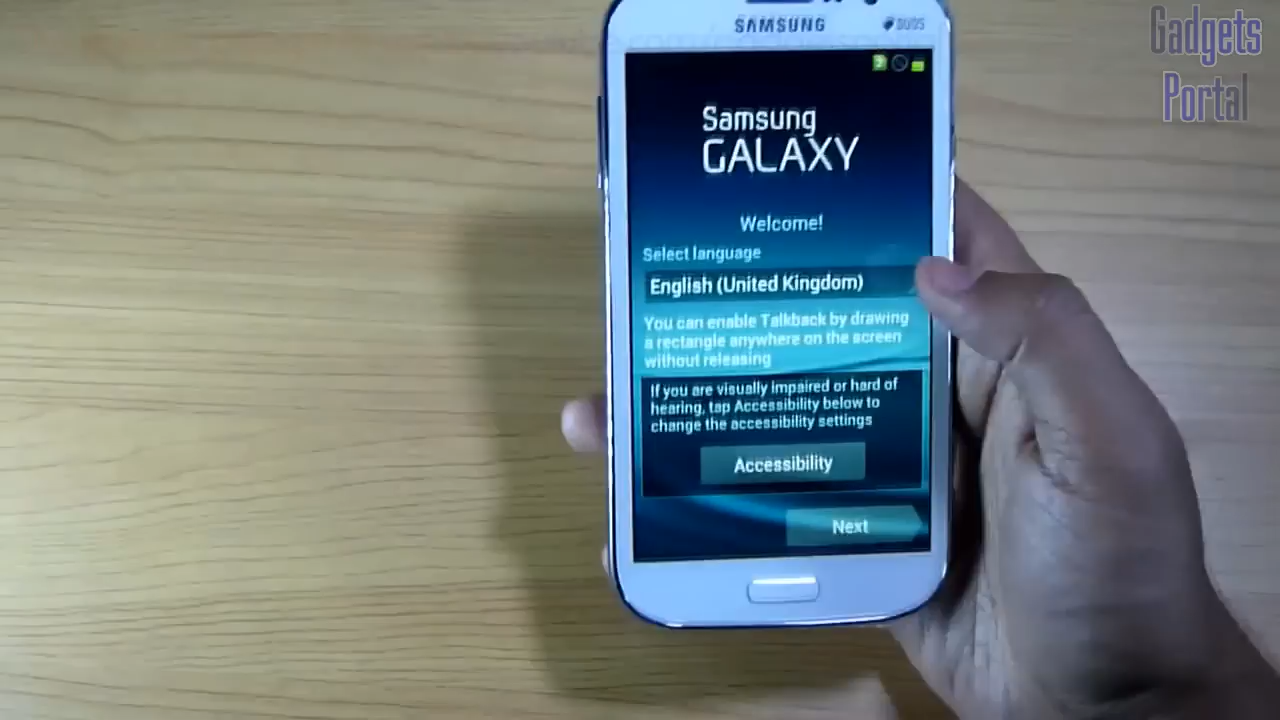 Gadgets
Portal
SAMSUNG
DUOS
Samsung
GALAXY
Welcome!
Select language
English (United Kingdom)
You can enable Talkback by drawing
a rectangle anywhere on the screen
without releasing
If you are visually impaired or hard of
hearing, tap Accessibility below to
change the accessibility settings
Accessibility
Next